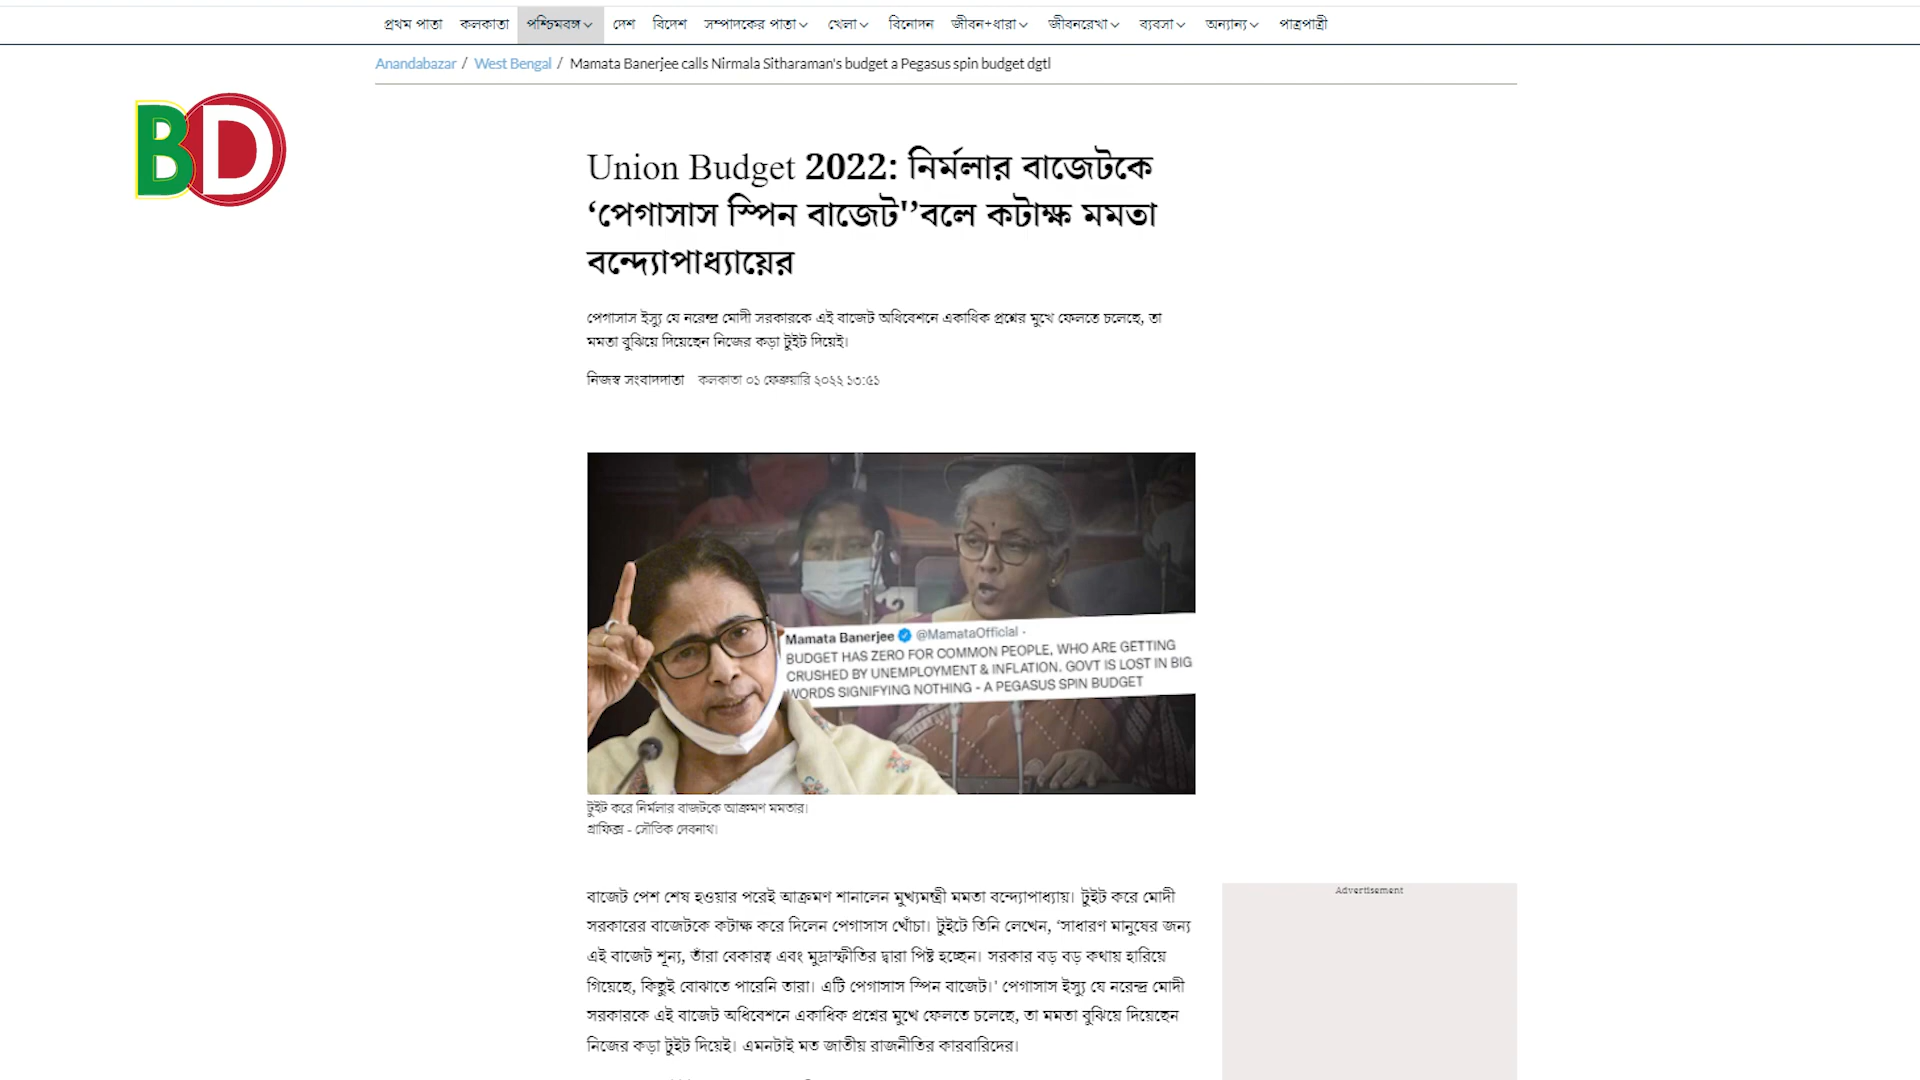 প্রথম পাতা কলকাতা পশ্চিমবঙ্গ দেশ বিদেশ সম্পাদকের পাতা খেলা বিনোদন জীবন+ধারা জীবনরেখা ব্যবসা অন্যান্য পাত্রপাত্রী
Anandabazar / West Bengal / Mamata Banerjee calls Nirmala Sitharaman's budget a Pegasus spin budget dgtl
BD
Union Budget 2022: নির্মলার বাজেটকে
‘পেগাসাস স্পিন বাজেট'’বলে কটাক্ষ মমতা
বন্দ্যোপাধ্যায়ের
পেগাসাস ইস্যু যে নরেন্দ্র মোদী সরকারকে এই বাজেট অধিবেশনে একাধিক প্রশ্নের মুখে ফেলতে চলেছে, তা
মমতা বুঝিয়ে দিয়েছেন নিজের কড়া টুইট দিয়েই।
নিজস্ব সংবাদদাতা কলকাতা ০১ ফেব্রুয়ারি ২০২২ ১৩:৫১
Mamata Banerjee @MamataOfficial ·
BUDGET HAS ZERO FOR COMMON PEOPLE, WHO ARE GETTING
CRUSHED BY UNEMPLOYMENT & INFLATION. GOVT IS LOST IN BIG
WORDS SIGNIFYING NOTHING - A PEGASUS SPIN BUDGET
টুইট করে নির্মলার বাজটকে আক্রমণ মমতার।
গ্রাফিক্স - সৌভিক দেবনাথ।
বাজেট পেশ শেষ হওয়ার পরেই আক্রমণ শানালেন মুখ্যমন্ত্রী মমতা বন্দ্যোপাধ্যায়। টুইট করে মোদী
সরকারের বাজেটকে কটাক্ষ করে দিলেন পেগাসাস খোঁচা। টুইটে তিনি লেখেন, ‘সাধারণ মানুষের জন্য
এই বাজেট শূন্য, তাঁরা বেকারত্ব এবং মুদ্রাস্ফীতির দ্বারা পিষ্ট হচ্ছেন। সরকার বড় বড় কথায় হারিয়ে
গিয়েছে, কিছুই বোঝাতে পারেনি তারা। এটি পেগাসাস স্পিন বাজেট।' পেগাসাস ইস্যু যে নরেন্দ্র মোদী
সরকারকে এই বাজেট অধিবেশনে একাধিক প্রশ্নের মুখে ফেলতে চলেছে, তা মমতা বুঝিয়ে দিয়েছেন
নিজের কড়া টুইট দিয়েই। এমনটাই মত জাতীয় রাজনীতির কারবারিদের।
Advertisement